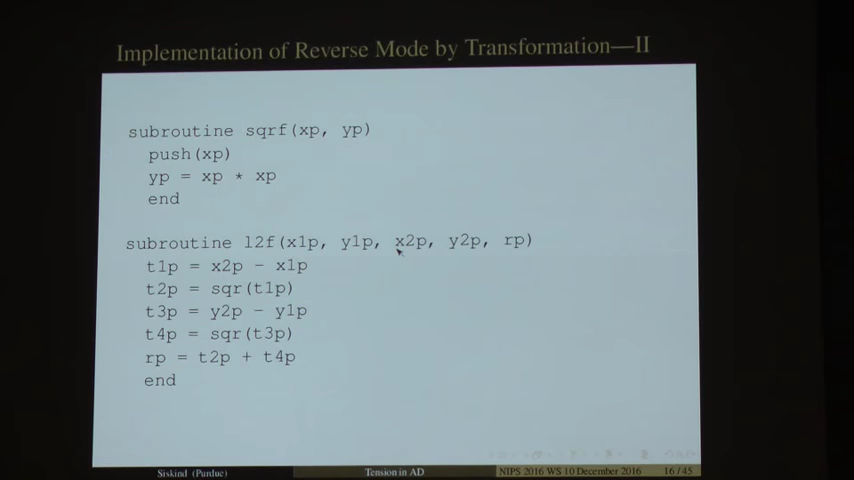 Implementation of Reverse Mode by Transformation—II
subroutine sqrf(xp, yp)
push(xp)
yp = xp * xp
end
subroutine l2f(x1p, y1p, x2p, y2p, rp)
t1p = x2p - x1p
t2p = sqr(t1p)
t3p = y2p - y1p
t4p = sqr(t3p)
rp = t2p + t4p
end
Siskind (Purdue) Tension in AD NIPS 2016 WS 10 December 2016 16 / 45